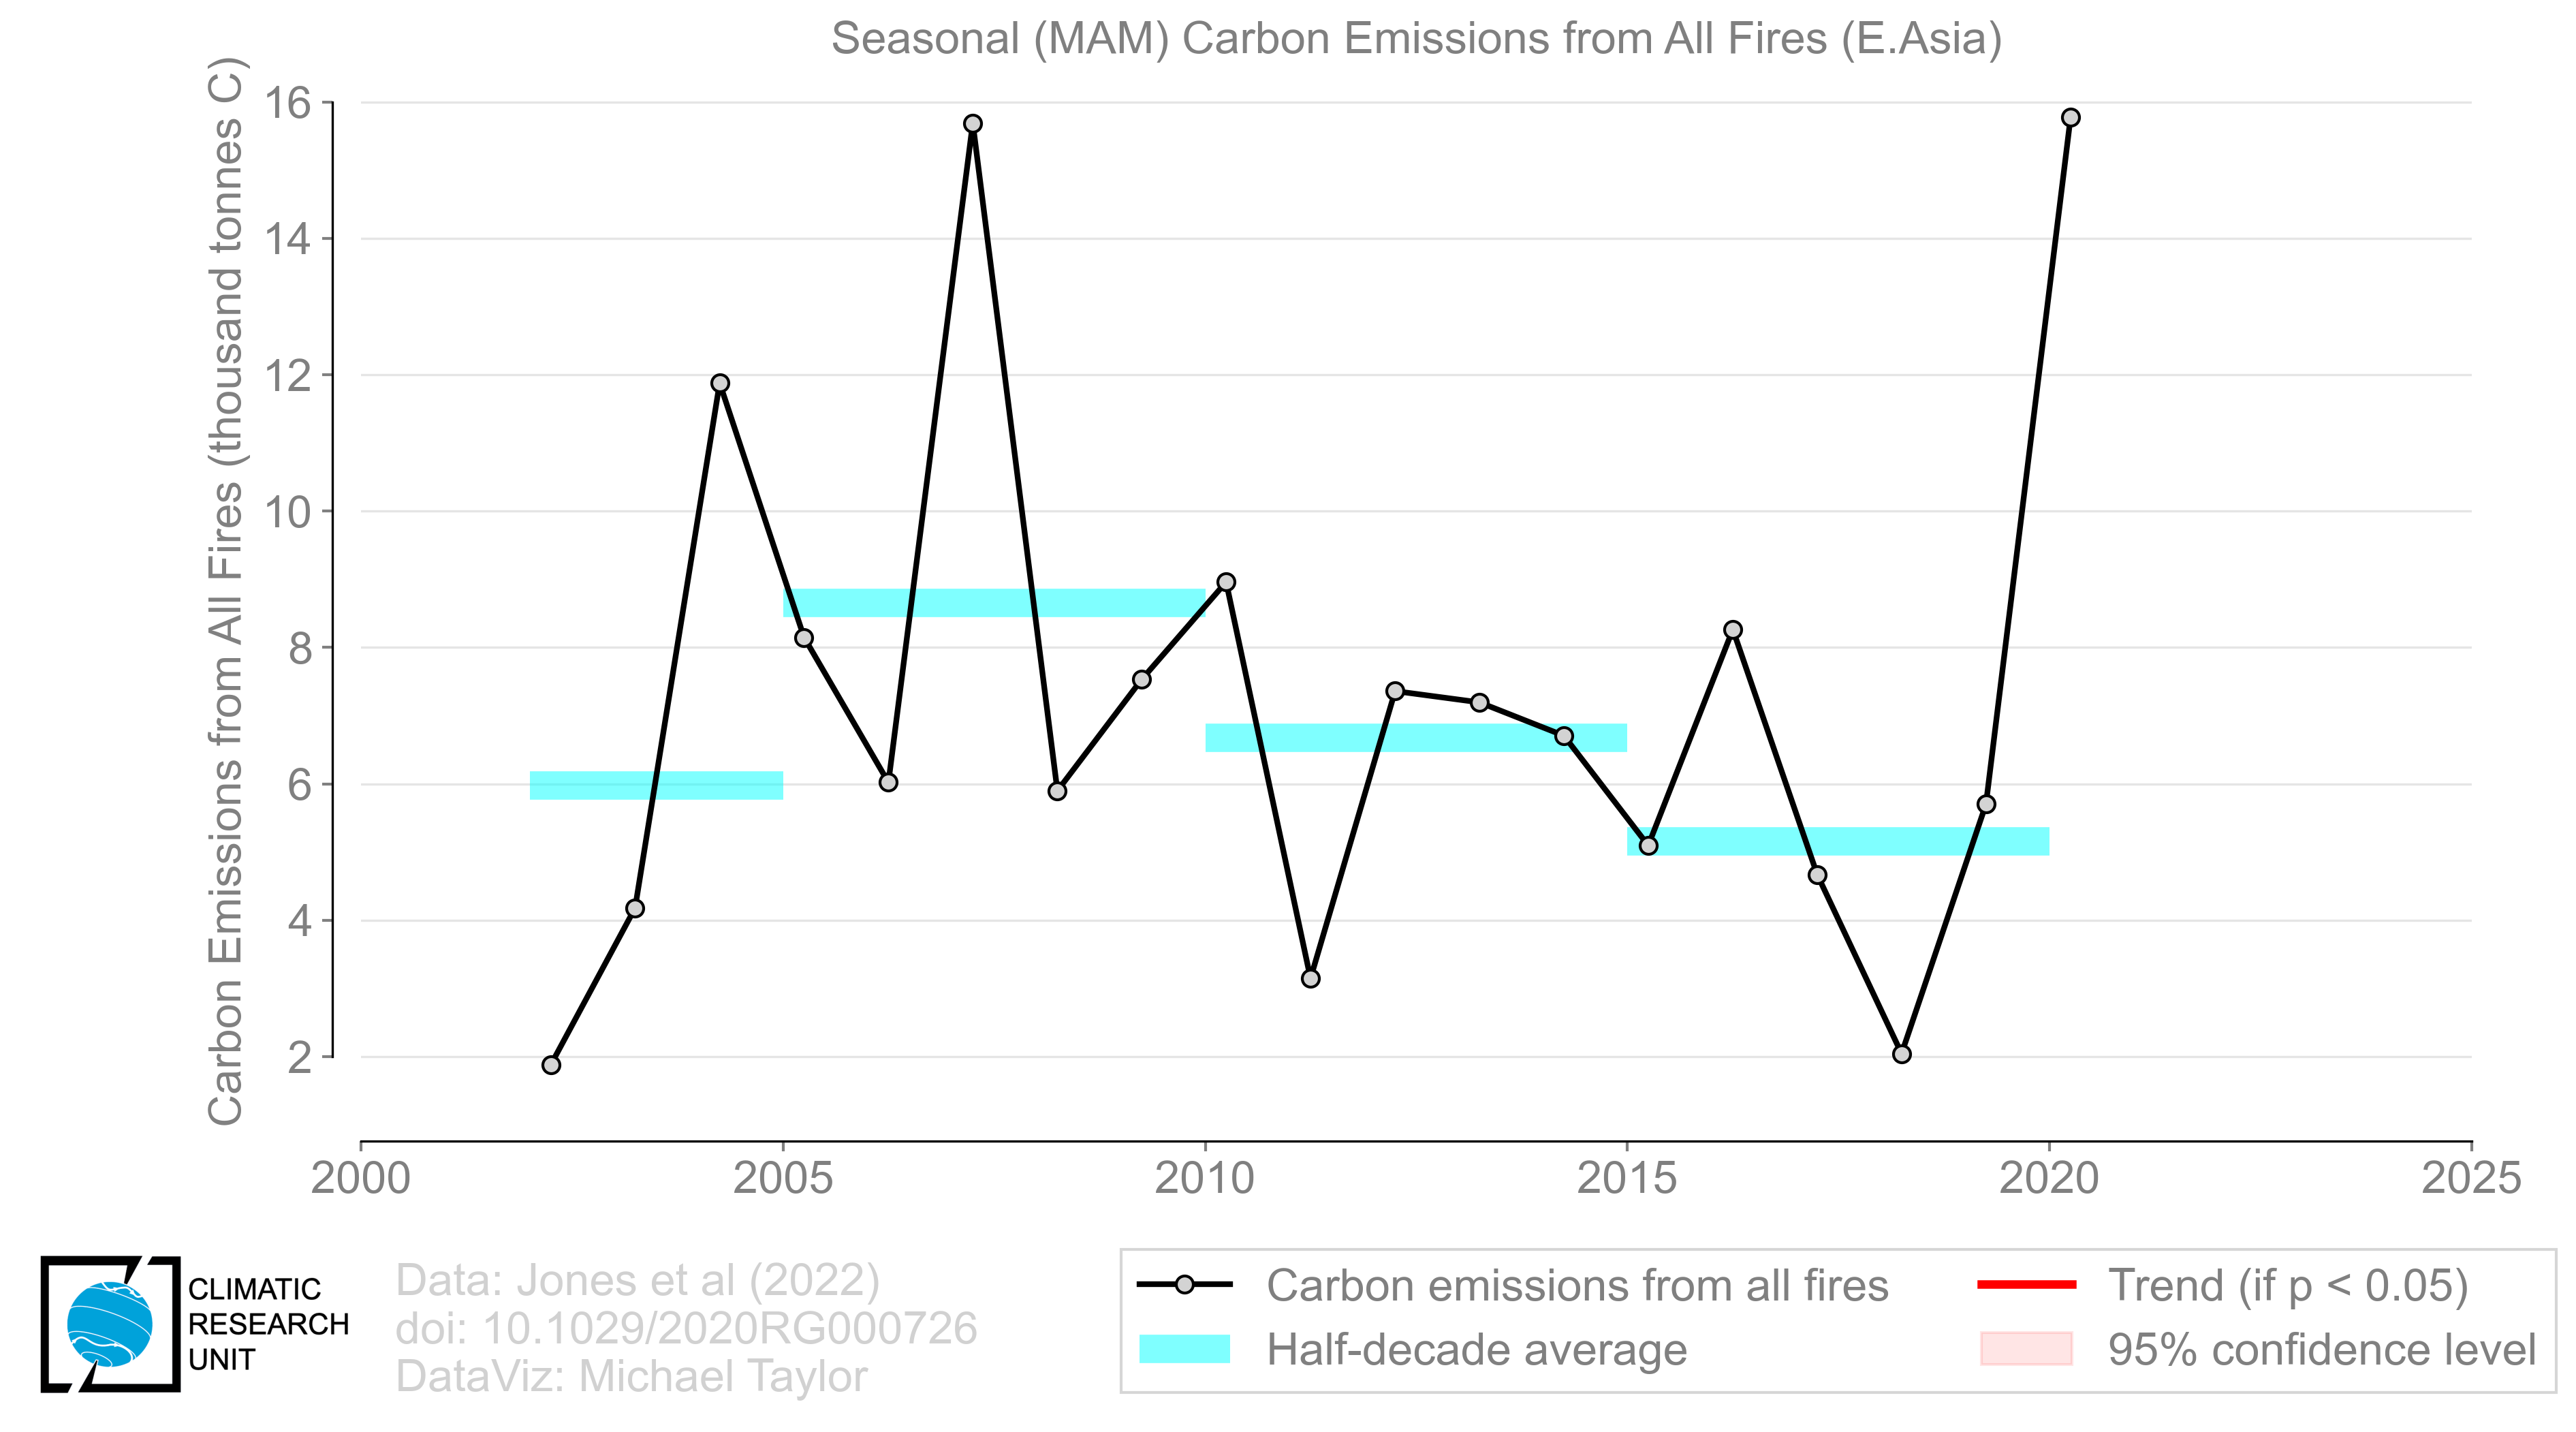 Seasonal (MAM) Carbon Emissions from All Fires (E.Asia)
Carbon Emissions from All Fires (thousand tonnes C)
16
14
12
10
8
6
4
2
2000
2005
2010
2015
2020
2025
CLIMATIC
RESEARCH
UNIT
Data: Jones et al (2022)
doi: 10.1029/2020RG000726
DataViz: Michael Taylor
Carbon emissions from all fires
Half-decade average
Trend (if p < 0.05)
95% confidence level